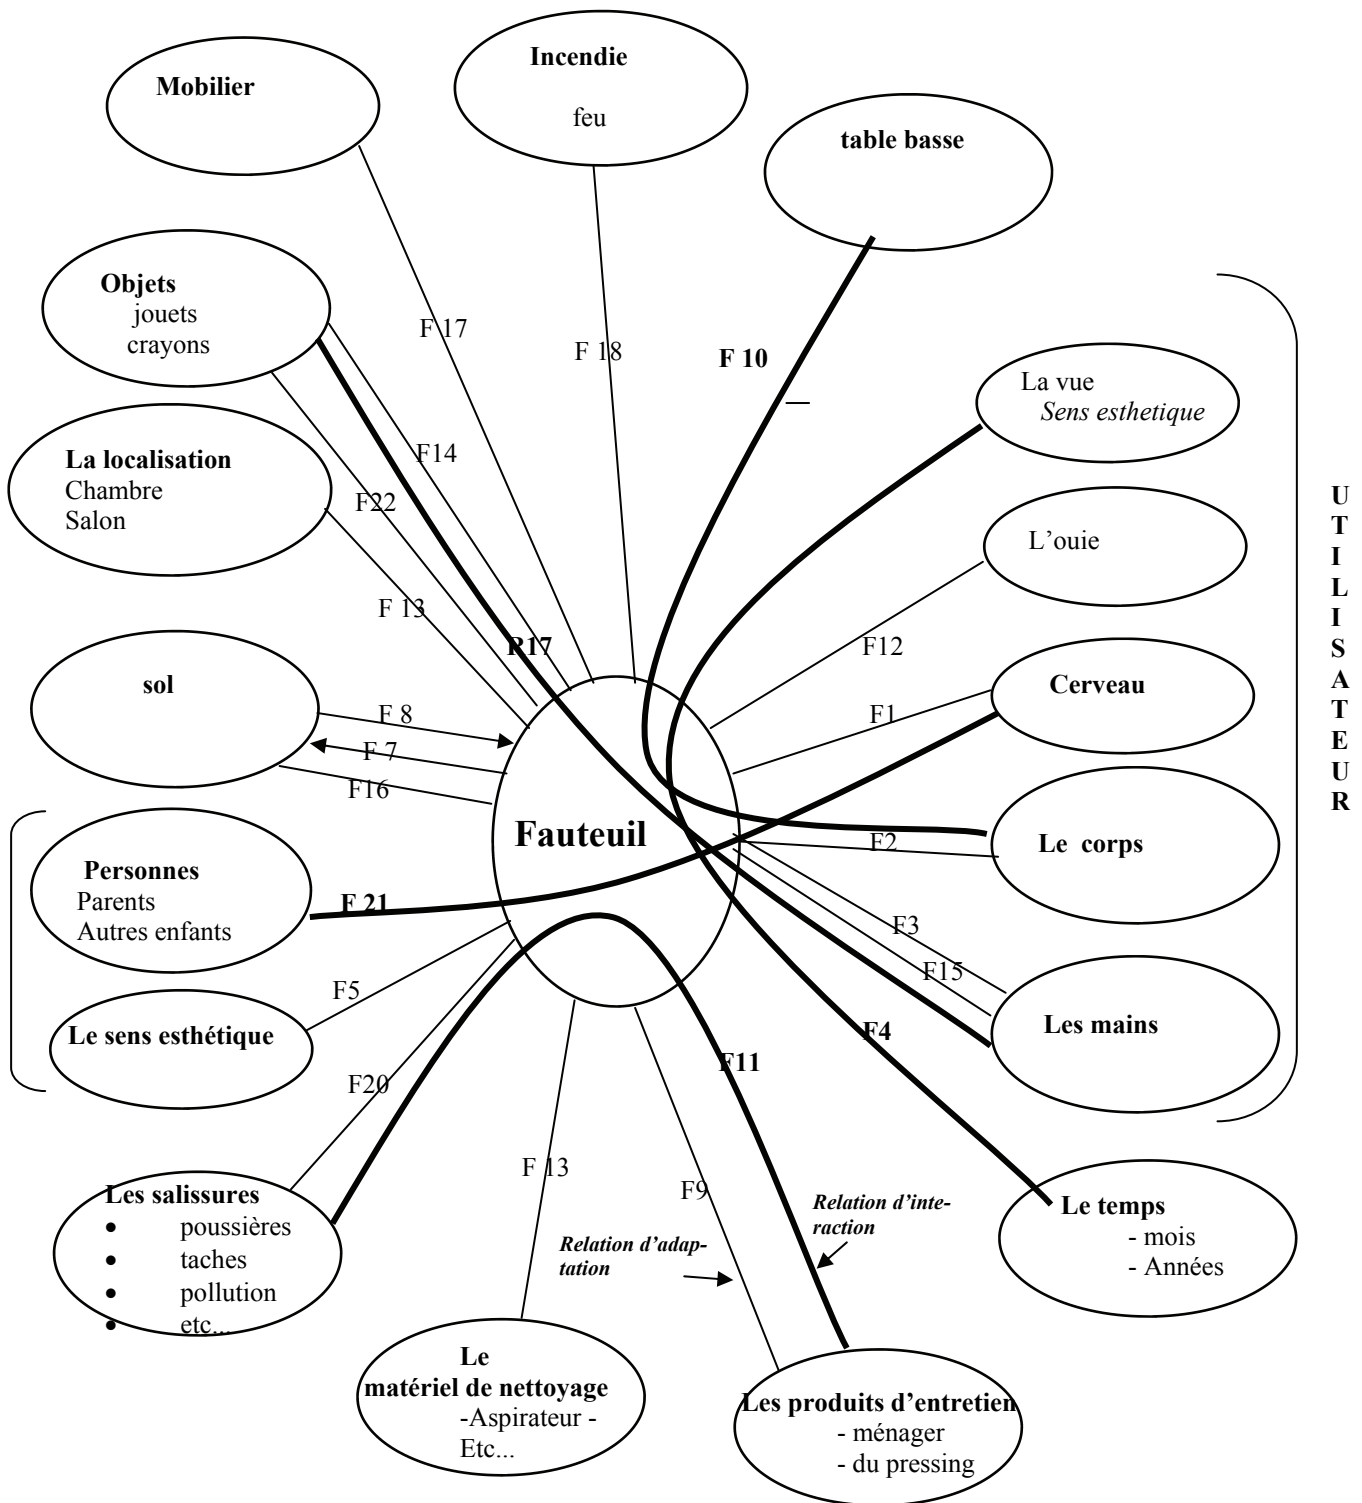 Incendie
feu
Mobilier
table basse
Objets
jouets
crayons
F 17
F 18
F 10
La vue
Sens esthetique
La localisation
Chambre
Salon
F14
F22
L'ouie
F 13
F12
R17
sol
F 8
F 7
F16
F1
Cerveau
Fauteuil
F2
Le corps
Personnes
Parents
Autres enfants
F 21
F3
F15
Les mains
F5
Le sens esthétique
F4
F11
F20
Les salissures
• poussières
• taches
• pollution
• etc...
F 13
F9
Relation d'adap-
tation
Relation d'inte-
raction
Le temps
- mois
- Années
Le
matériel de nettoyage
-Aspirateur -
Etc...
Les produits d'entretien
- ménager
- du pressing
U
T
I
L
I
S
A
T
E
U
R